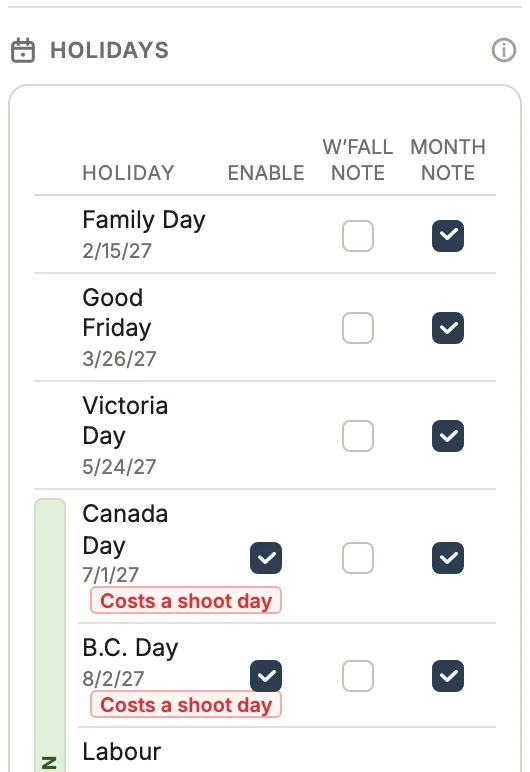 HOLIDAYS
HOLIDAY
ENABLE
W'FALL
NOTE
MONTH
NOTE
Family Day
2/15/27
Good
Friday
3/26/27
Victoria
Day
5/24/27
Canada
Day
7/1/27
Costs a shoot day
B.C. Day
8/2/27
Costs a shoot day
Labour
N